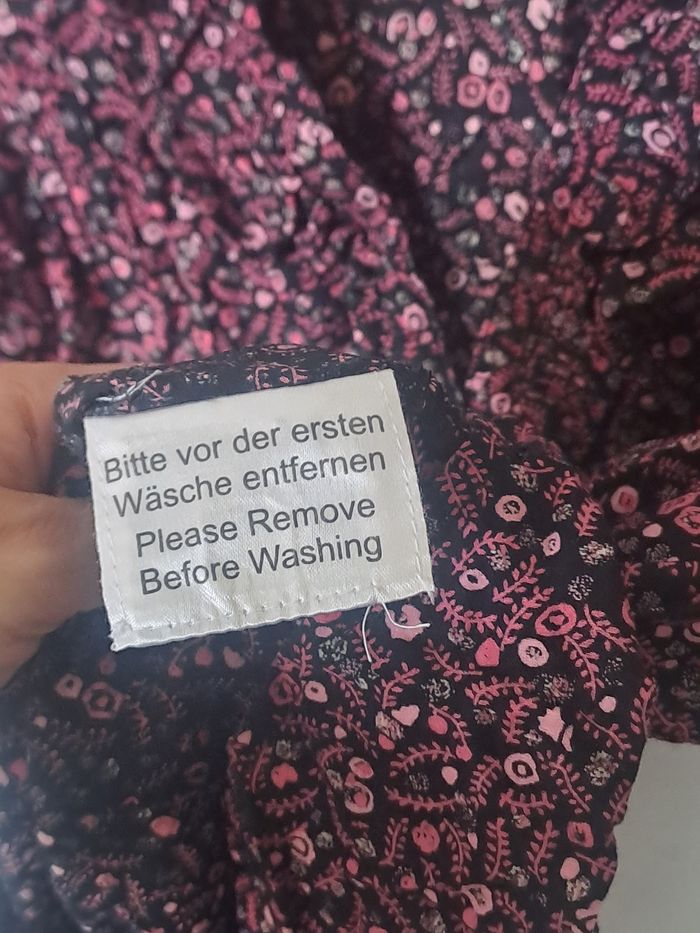 Bitte vor der ersten
Wäsche entfernen
Please Remove
Before Washing